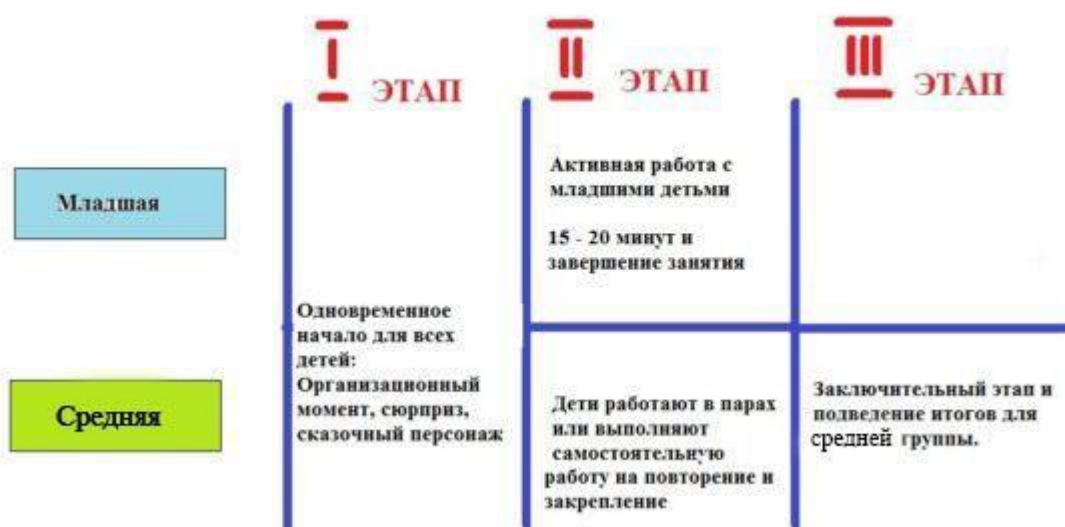 I ЭТАП
II ЭТАП
III ЭТАП
Младшая
Активная работа с
младшими детьми
15 - 20 минут и
завершение занятия
Одновременное
начало для всех
детей:
Организационный
момент, сюрприз,
сказочный персонаж
Средняя
Дети работают в парах
или выполняют
самостоятельную
работу на повторение и
закрепление
Заключительный этап и
подведение итогов для
средней группы.